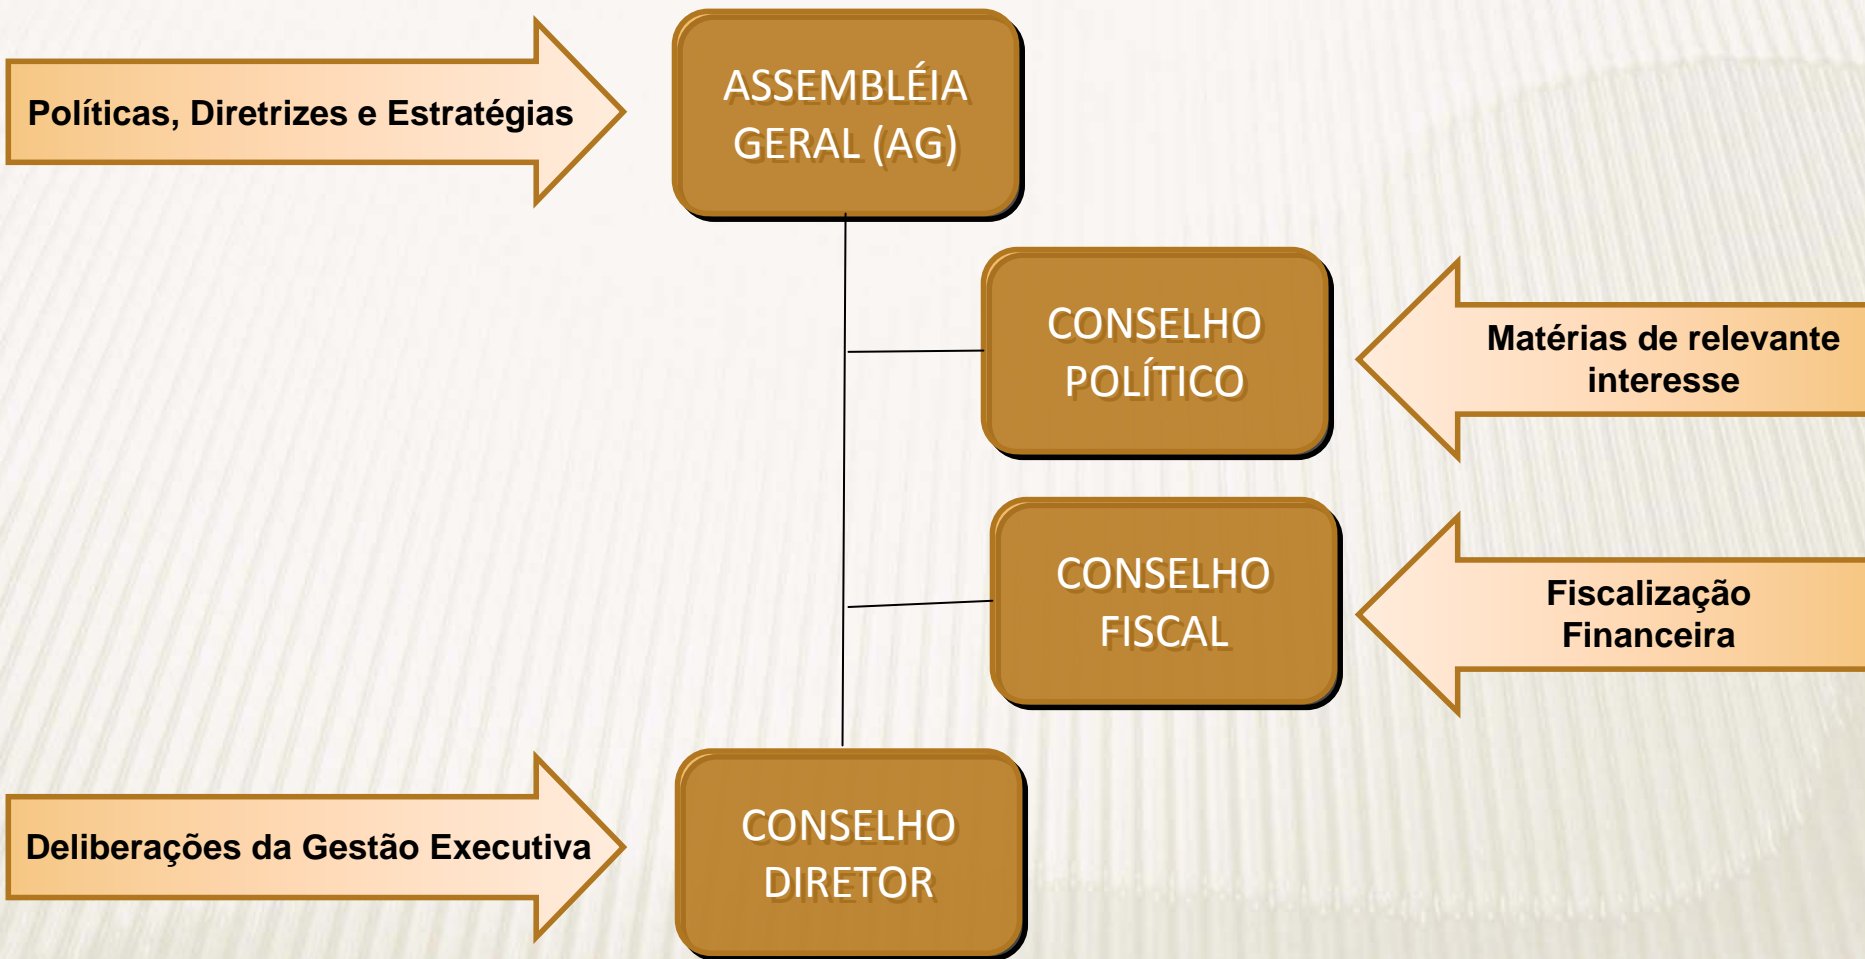 Políticas, Diretrizes e Estratégias
ASSEMBLÉIA
GERAL (AG)
CONSELHO
POLÍTICO
Matérias de relevante
interesse
CONSELHO
FISCAL
Fiscalização
Financeira
Deliberações da Gestão Executiva
CONSELHO
DIRETOR